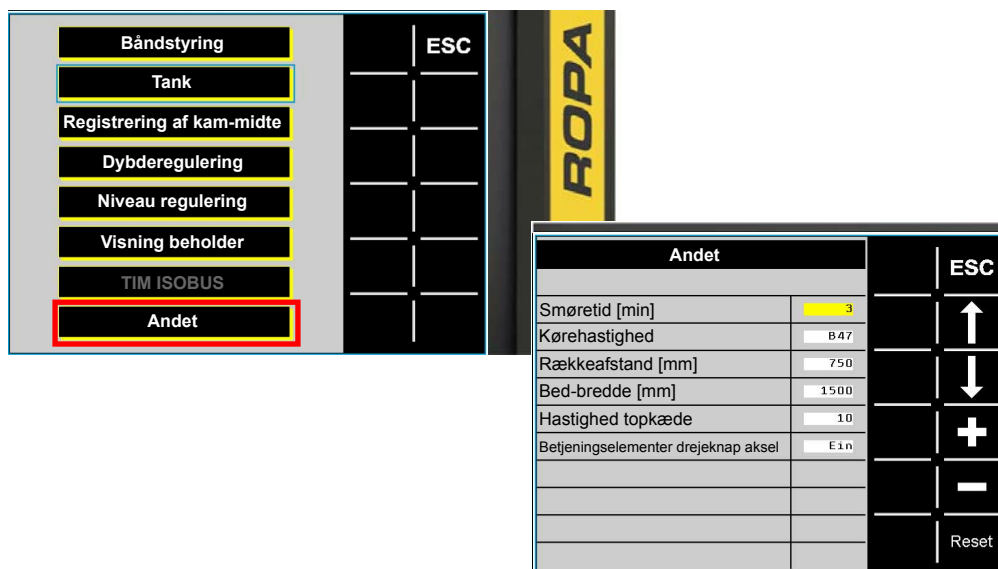 Båndstyring
ESC
Tank
Registrering af kam-midte
Dybderegulering
Niveau regulering
Visning beholder
TIM ISOBUS
Andet
ROPA
Andet
ESC
Smøretid [min] 3
Kørehastighed B47
Rækkeafstand [mm] 750
Bed-bredde [mm] 1500
Hastighed topkæde 10
Betjeningselementer drejeknap aksel Ein
Reset